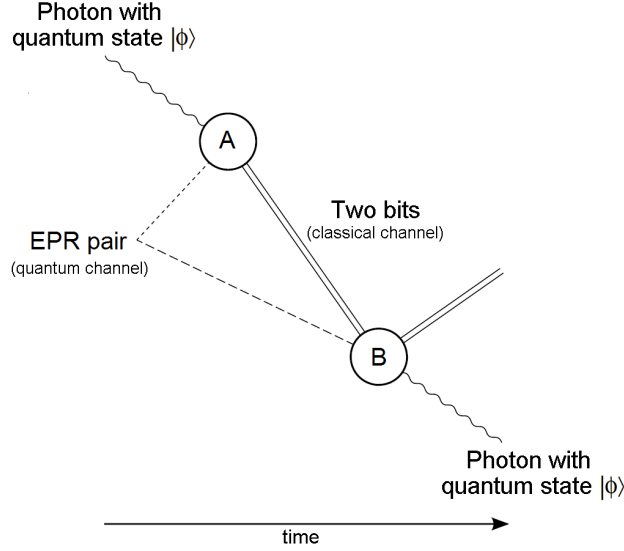 Photon with
quantum state |ϕ⟩
A
Two bits
(classical channel)
EPR pair
(quantum channel)
B
Photon with
quantum state |ϕ⟩
time